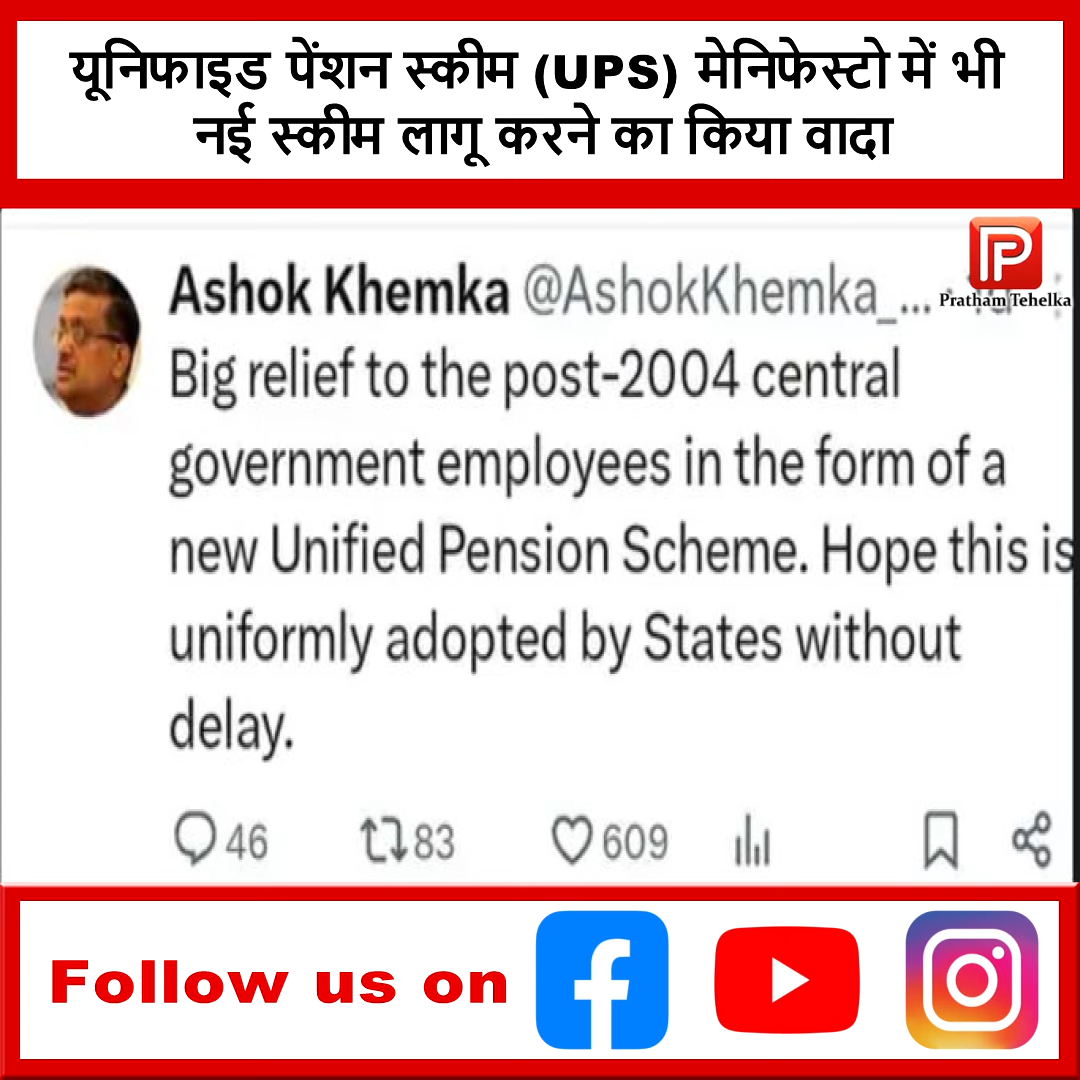 यूनिफाइड पेंशन स्कीम (UPS) मेनिफेस्टो में भी
नई स्कीम लागू करने का किया वादा
Ashok Khemka @AshokKhemka_...
Pratham Tehelka
Big relief to the post-2004 central
government employees in the form of a
new Unified Pension Scheme. Hope this is
uniformly adopted by States without
delay.
46 83 609
Follow us on